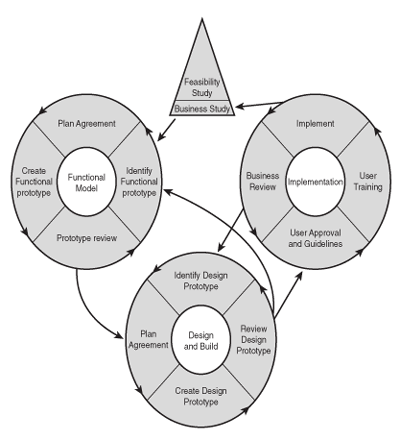 Feasibility
Study
Business Study
Plan Agreement
Create
Functional
prototype
Functional
Model
Identify
Functional
prototype
Prototype review
Implement
Business
Review
Implementation
User
Training
User Approval
and Guidelines
Identify Design
Prototype
Plan
Agreement
Design
and Build
Review
Design
Prototype
Create Design
Prototype